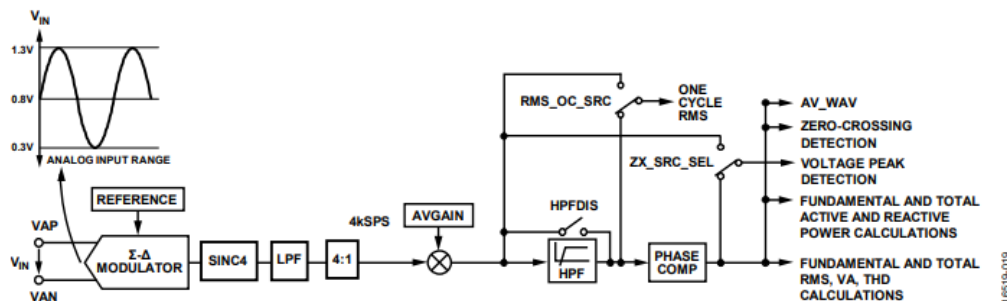 VIN
1.3V
0.8V
0.3V
ANALOG INPUT RANGE
REFERENCE
VAP
VIN
VAN
Σ-Δ
MODULATOR
SINC4
LPF
4:1
4kSPS
AVGAIN
RMS_OC_SRC
ONE
CYCLE
RMS
ZX_SRC_SEL
HPFDIS
HPF
PHASE
COMP
AV_WAV
ZERO-CROSSING
DETECTION
VOLTAGE PEAK
DETECTION
FUNDAMENTAL AND TOTAL
ACTIVE AND REACTIVE
POWER CALCULATIONS
FUNDAMENTAL AND TOTAL
RMS, VA, THD
CALCULATIONS